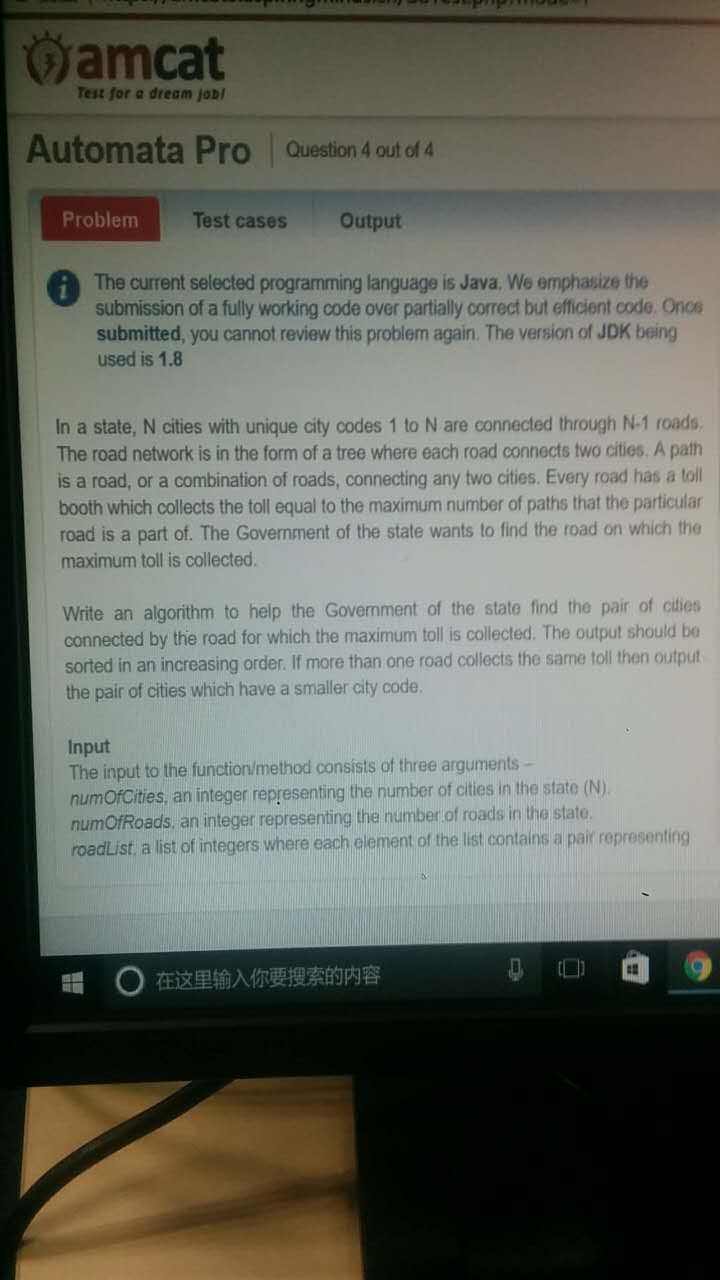 amcat
Test for a dream job!
Automata Pro
Question 4 out of 4
Problem
Test cases
Output
The current selected programming language is Java. We emphasize the
submission of a fully working code over partially correct but efficient code. Once
submitted, you cannot review this problem again. The version of JDK being
used is 1.8
In a state, N cities with unique city codes 1 to N are connected through N-1 roads.
The road network is in the form of a tree where each road connects two cities. A path
is a road, or a combination of roads, connecting any two cities. Every road has a toll
booth which collects the toll equal to the maximum number of paths that the particular
road is a part of. The Government of the state wants to find the road on which the
maximum toll is collected.
Write an algorithm to help the Government of the state find the pair of cities
connected by the road for which the maximum toll is collected. The output should be
sorted in an increasing order. If more than one road collects the same toll then output
the pair of cities which have a smaller city code.
Input
The input to the function/method consists of three arguments –
numOfCities, an integer representing the number of cities in the state (N).
numOfRoads, an integer representing the number of roads in the state.
roadList, a list of integers where each element of the list contains a pair representing
在这里输入你要搜索的内容